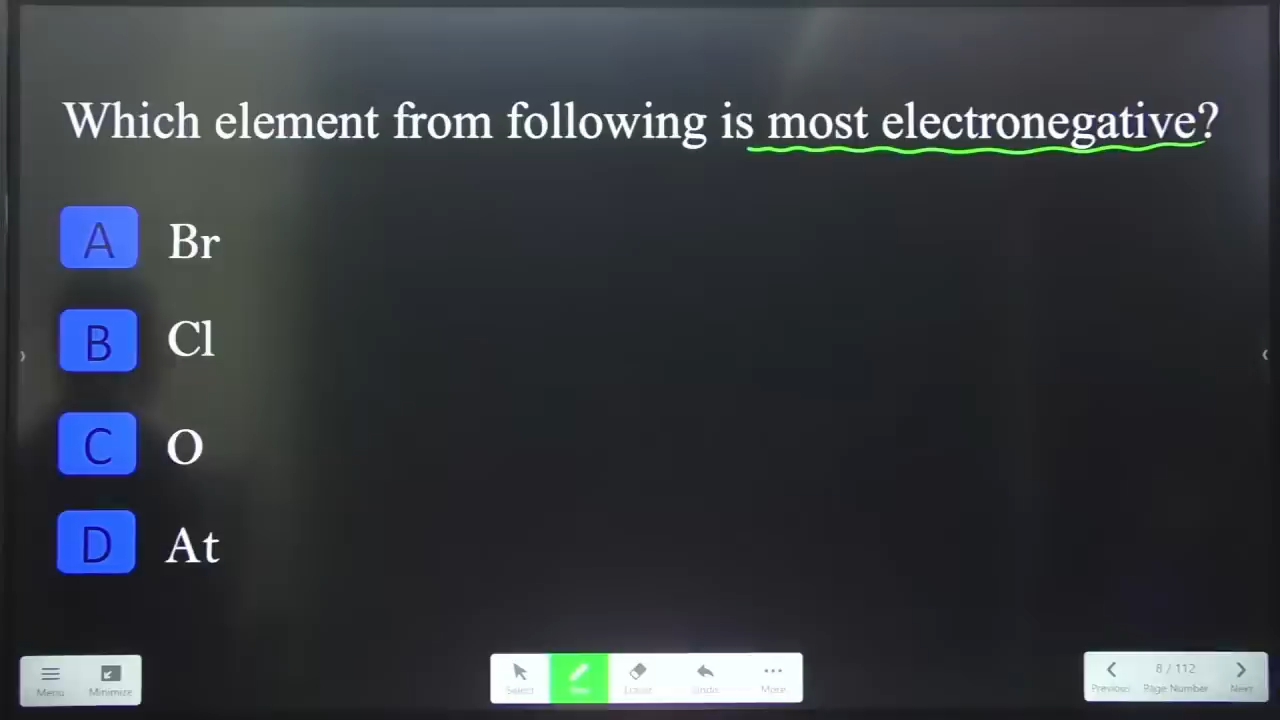 Which element from following is most electronegative?
A Br
B Cl
C O
D At
Menu Minimize
Select Pen Eraser Undo More
8 / 112
Previous Page Number Next